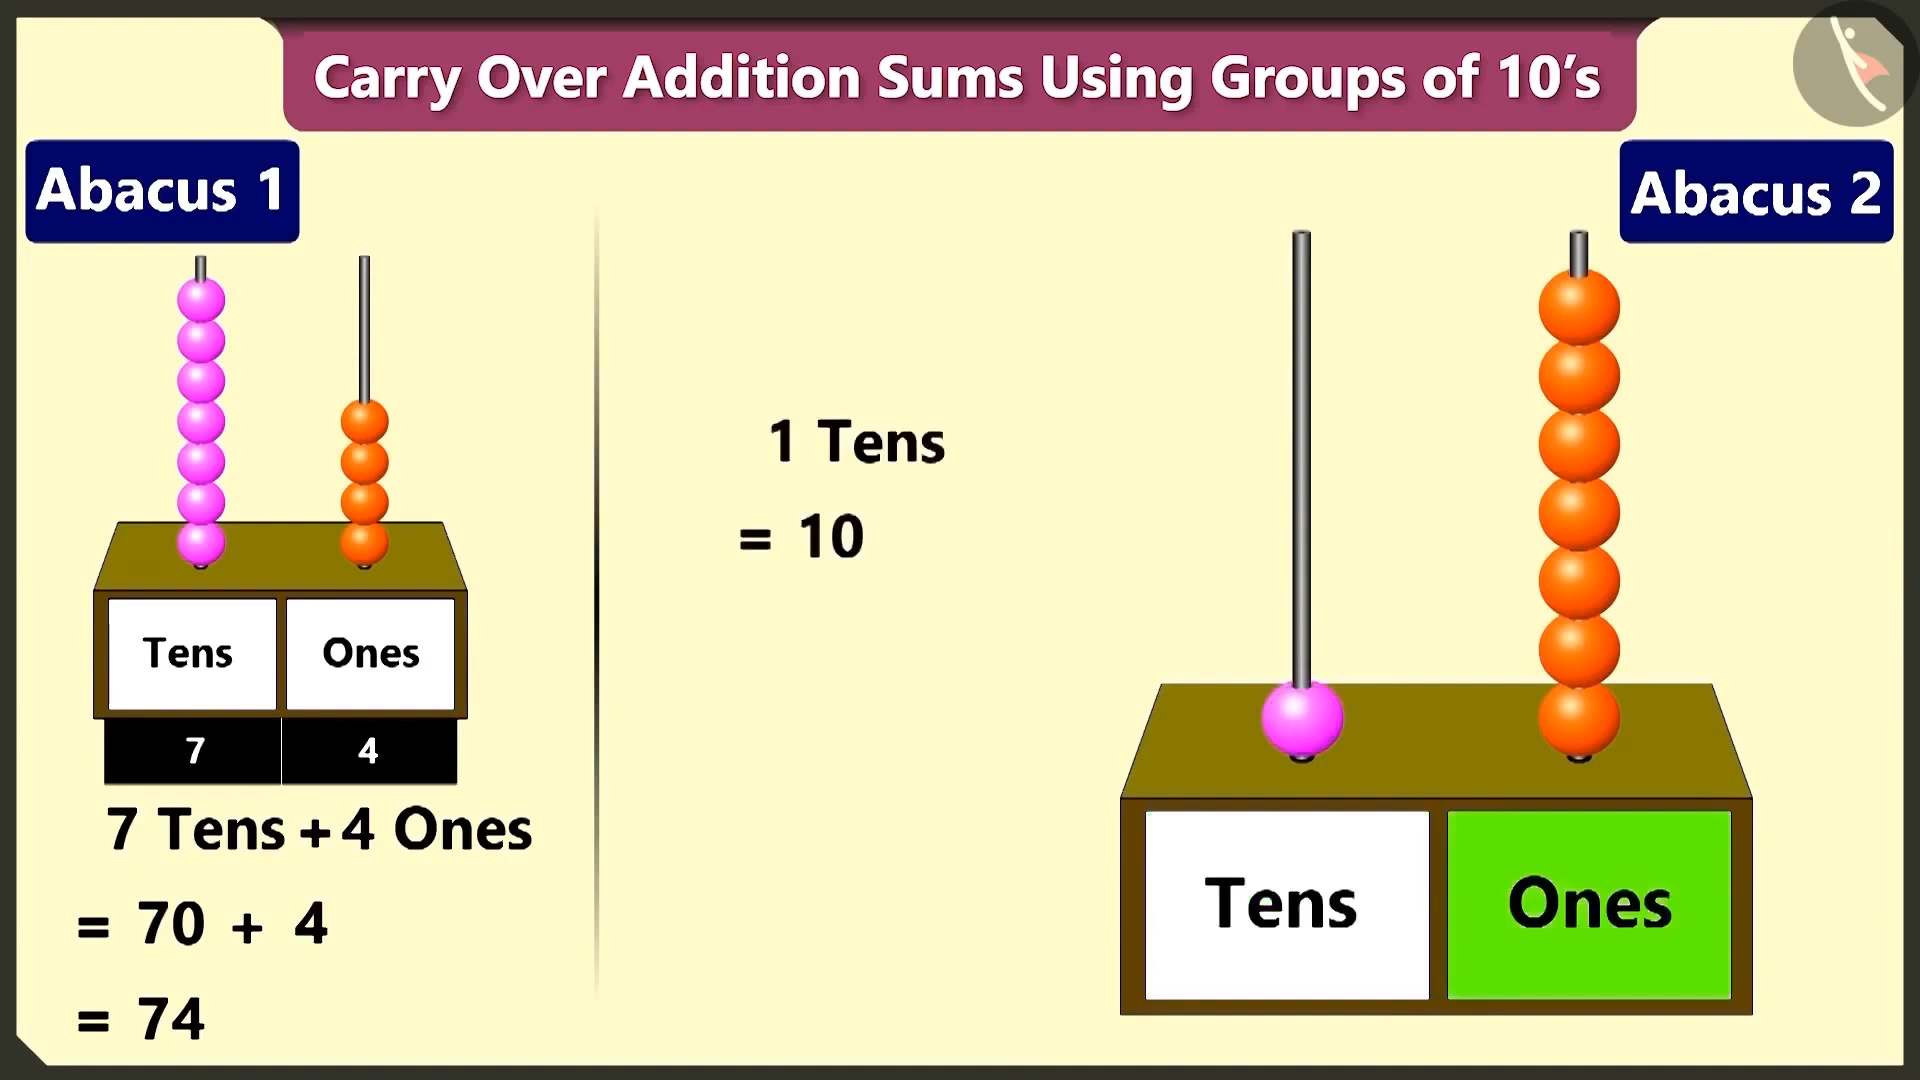 Carry Over Addition Sums Using Groups of 10's
Abacus 1
Tens Ones
7 4
7 Tens + 4 Ones
= 70 + 4
= 74
1 Tens
= 10
Abacus 2
Tens Ones